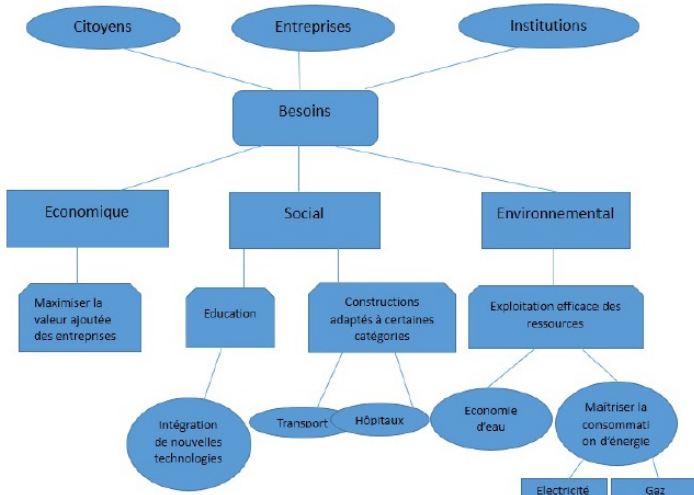 Citoyens
Entreprises
Institutions
Besoins
Economique
Social
Environnemental
Maximiser la
valeur ajoutée
des entreprises
Education
Constructions
adaptés à certaines
catégories
Exploitation efficace des
ressources
Intégration
de nouvelles
technologies
Transport
Hôpitaux
Economie
d'eau
Maîtriser la
consommati
on d'énergie
Electricité
Gaz